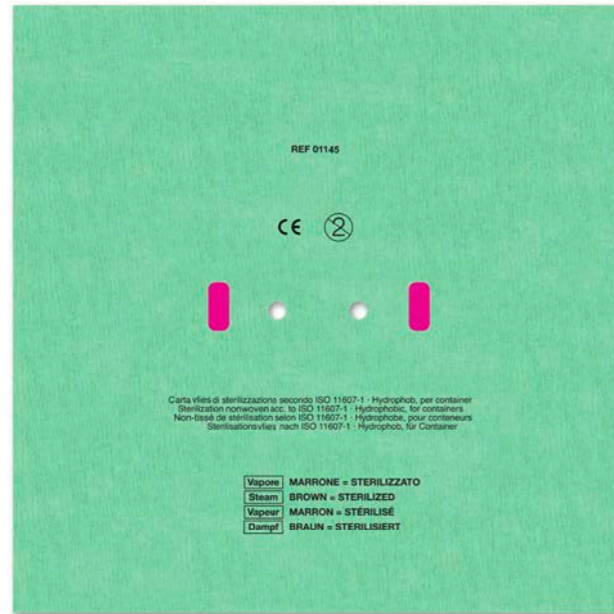 REF 01145
CE 2
Carta vlies di sterilizzazione secondo ISO 11607-1 · Hydrophob, per container
Sterilization nonwoven acc. to ISO 11607-1 · Hydrophobic, for containers
Non-tissé de stérilisation selon ISO 11607-1 · Hydrophobe, pour conteneurs
Sterilisationsvlies nach ISO 11607-1 · Hydrophob, für Container
Vapore MARRONE = STERILIZZATO
Steam BROWN = STERILIZED
Vapeur MARRON = STÉRILISÉ
Dampf BRAUN = STERILISIERT